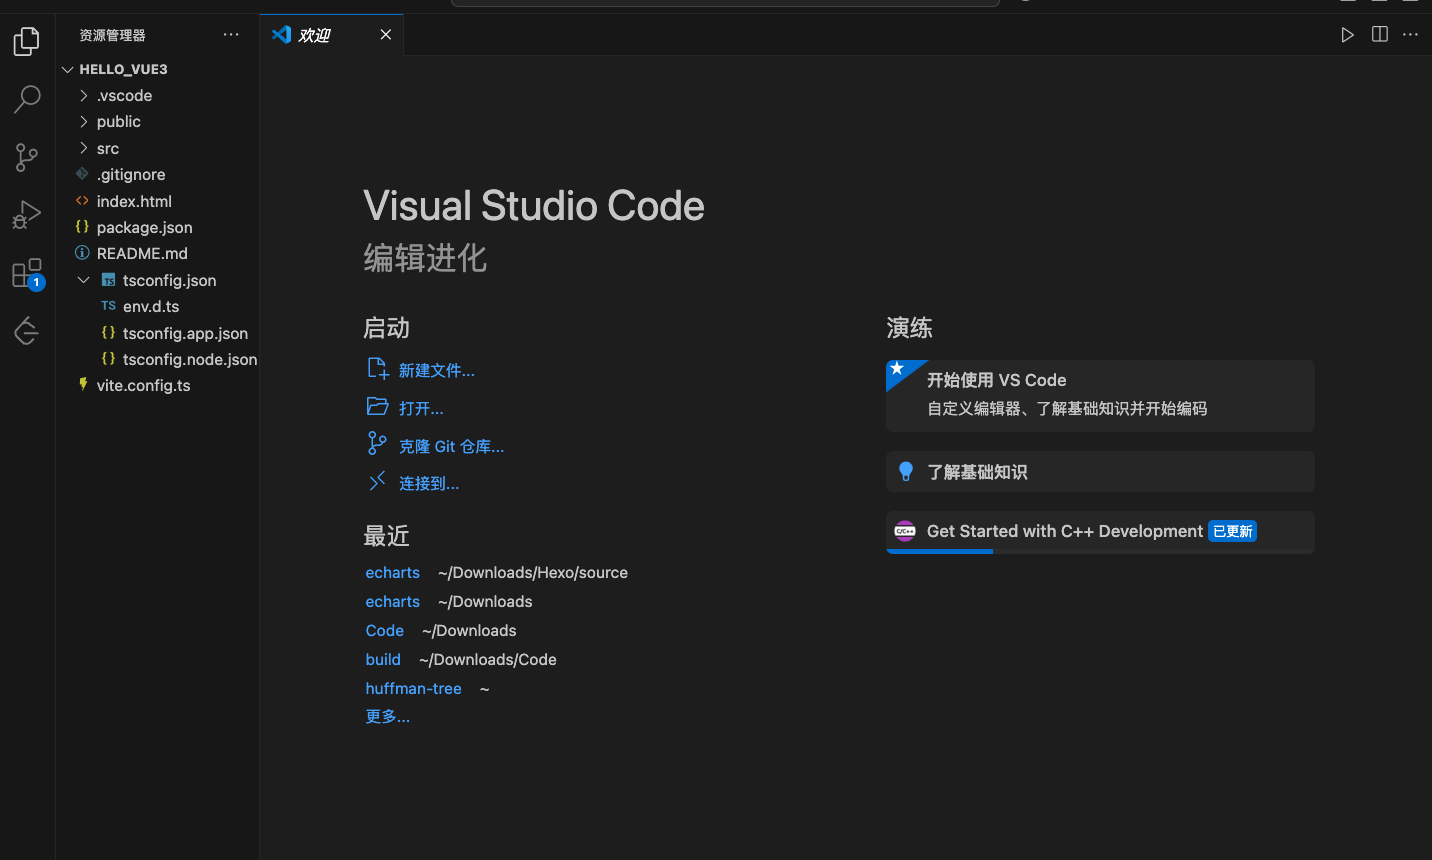 资源管理器
欢迎
HELLO_VUE3
.vscode
public
src
.gitignore
index.html
package.json
README.md
TS tsconfig.json
TS env.d.ts
tsconfig.app.json
tsconfig.node.json
vite.config.ts
1
Visual Studio Code
编辑进化
启动
新建文件...
打开...
克隆 Git 仓库...
连接到...
最近
echarts ~/Downloads/Hexo/source
echarts ~/Downloads
Code ~/Downloads
build ~/Downloads/Code
huffman-tree ~
更多...
演练
开始使用 VS Code
自定义编辑器、了解基础知识并开始编码
了解基础知识
C/C++ Get Started with C++ Development 已更新